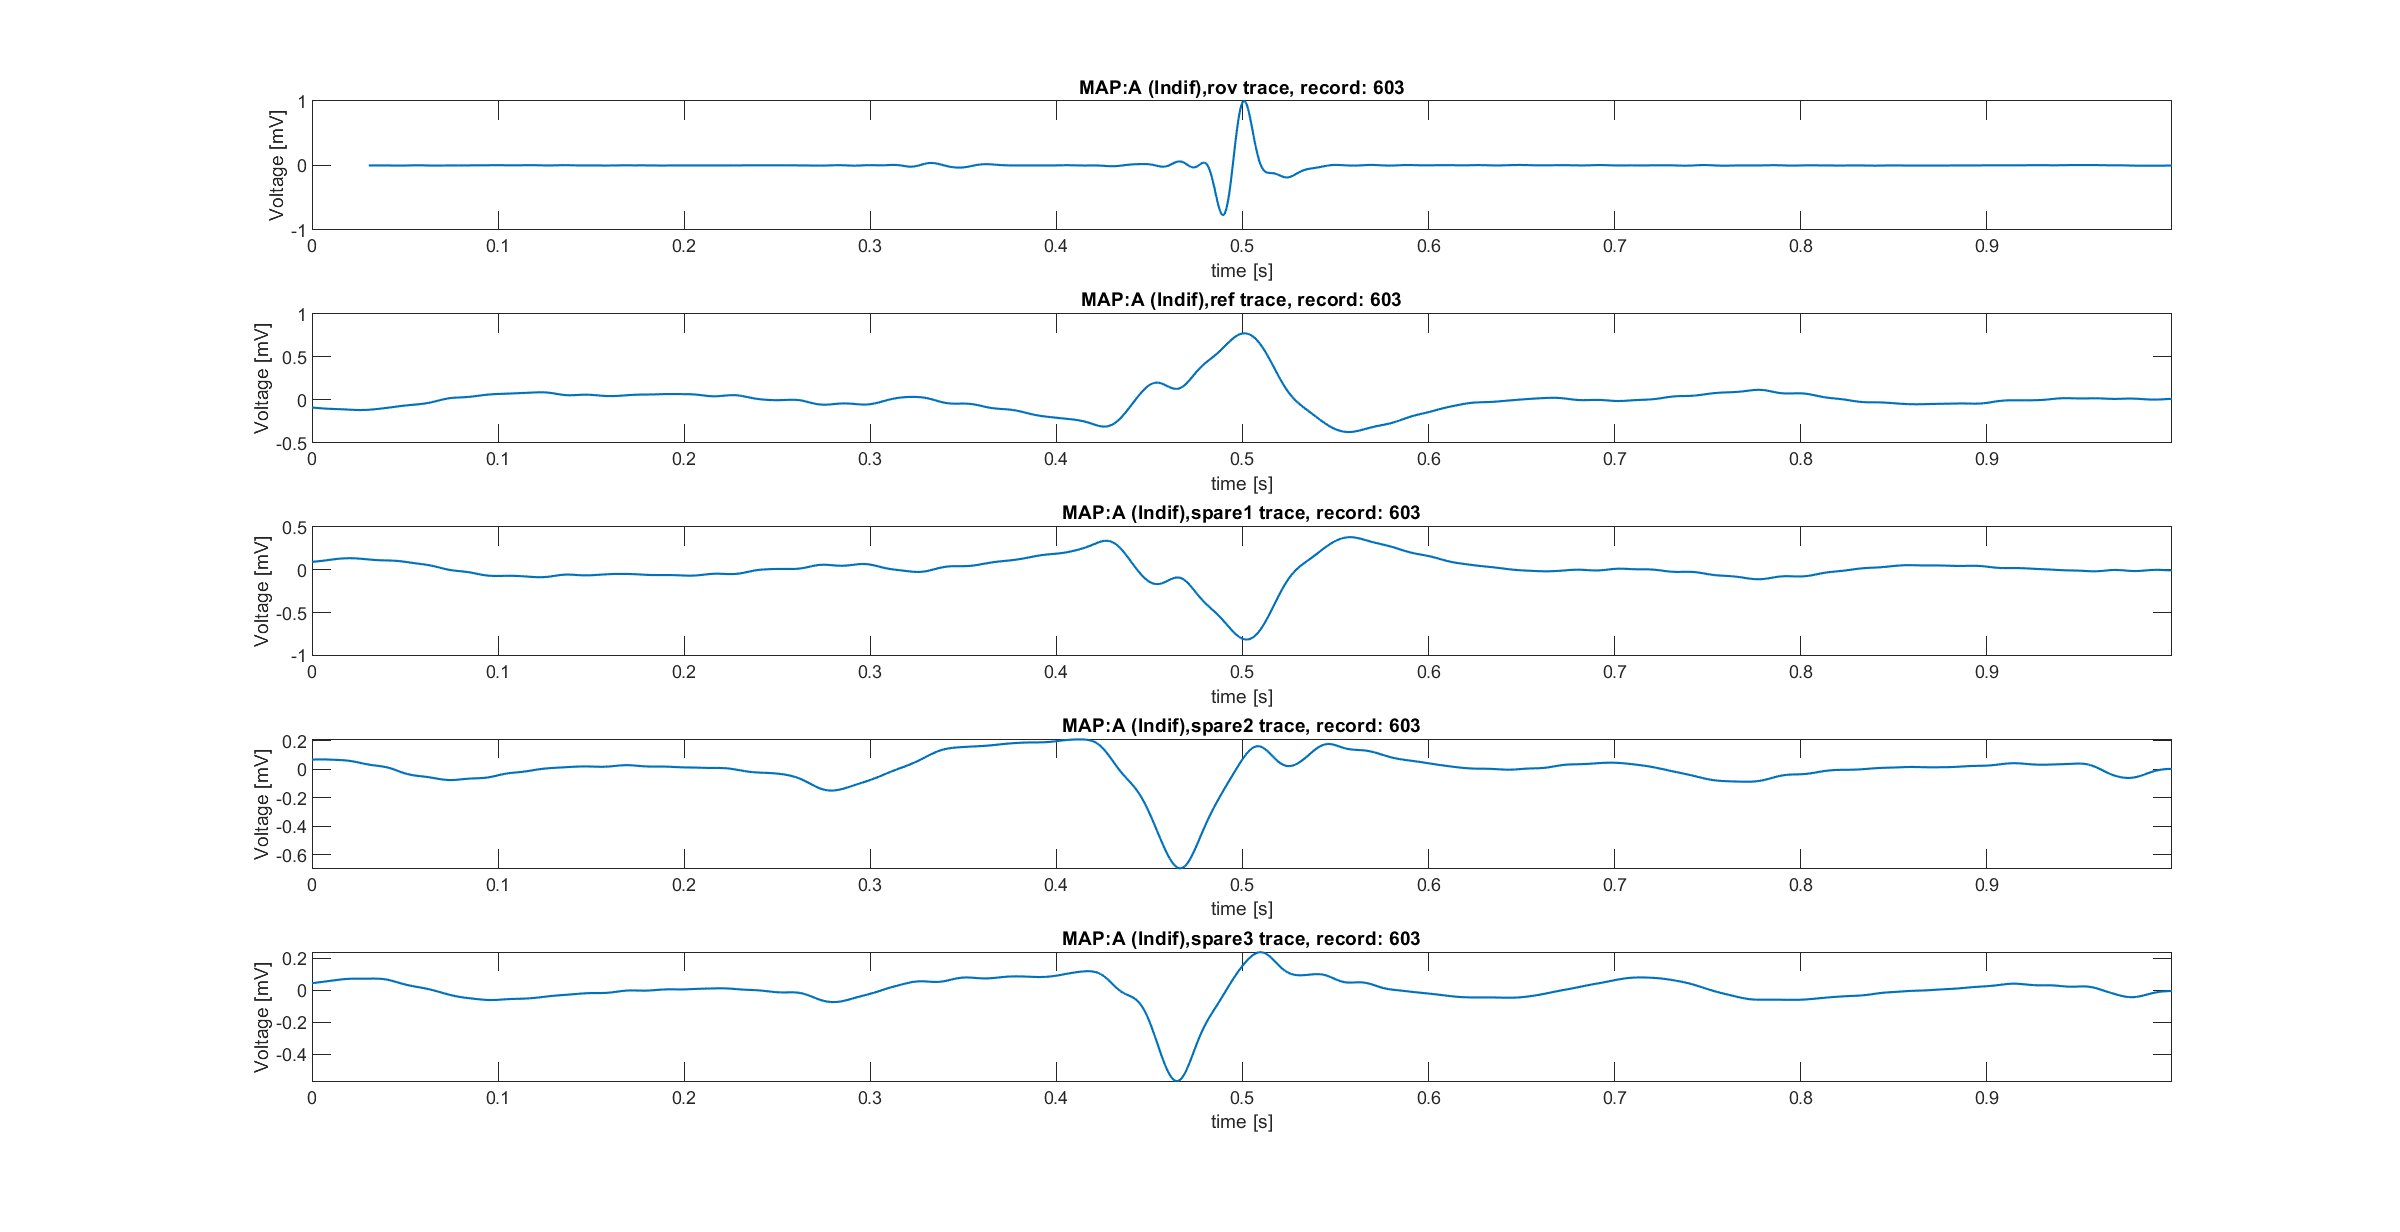 MAP:A (Indif),rov trace, record: 603
Voltage [mV]
1
0
-1
0 0.1 0.2 0.3 0.4 0.5 0.6 0.7 0.8 0.9
time [s]
MAP:A (Indif),ref trace, record: 603
Voltage [mV]
1
0.5
0
-0.5
0 0.1 0.2 0.3 0.4 0.5 0.6 0.7 0.8 0.9
time [s]
MAP:A (Indif),spare1 trace, record: 603
Voltage [mV]
0.5
0
-0.5
-1
0 0.1 0.2 0.3 0.4 0.5 0.6 0.7 0.8 0.9
time [s]
MAP:A (Indif),spare2 trace, record: 603
Voltage [mV]
0.2
0
-0.2
-0.4
-0.6
0 0.1 0.2 0.3 0.4 0.5 0.6 0.7 0.8 0.9
time [s]
MAP:A (Indif),spare3 trace, record: 603
Voltage [mV]
0.2
0
-0.2
-0.4
0 0.1 0.2 0.3 0.4 0.5 0.6 0.7 0.8 0.9
time [s]